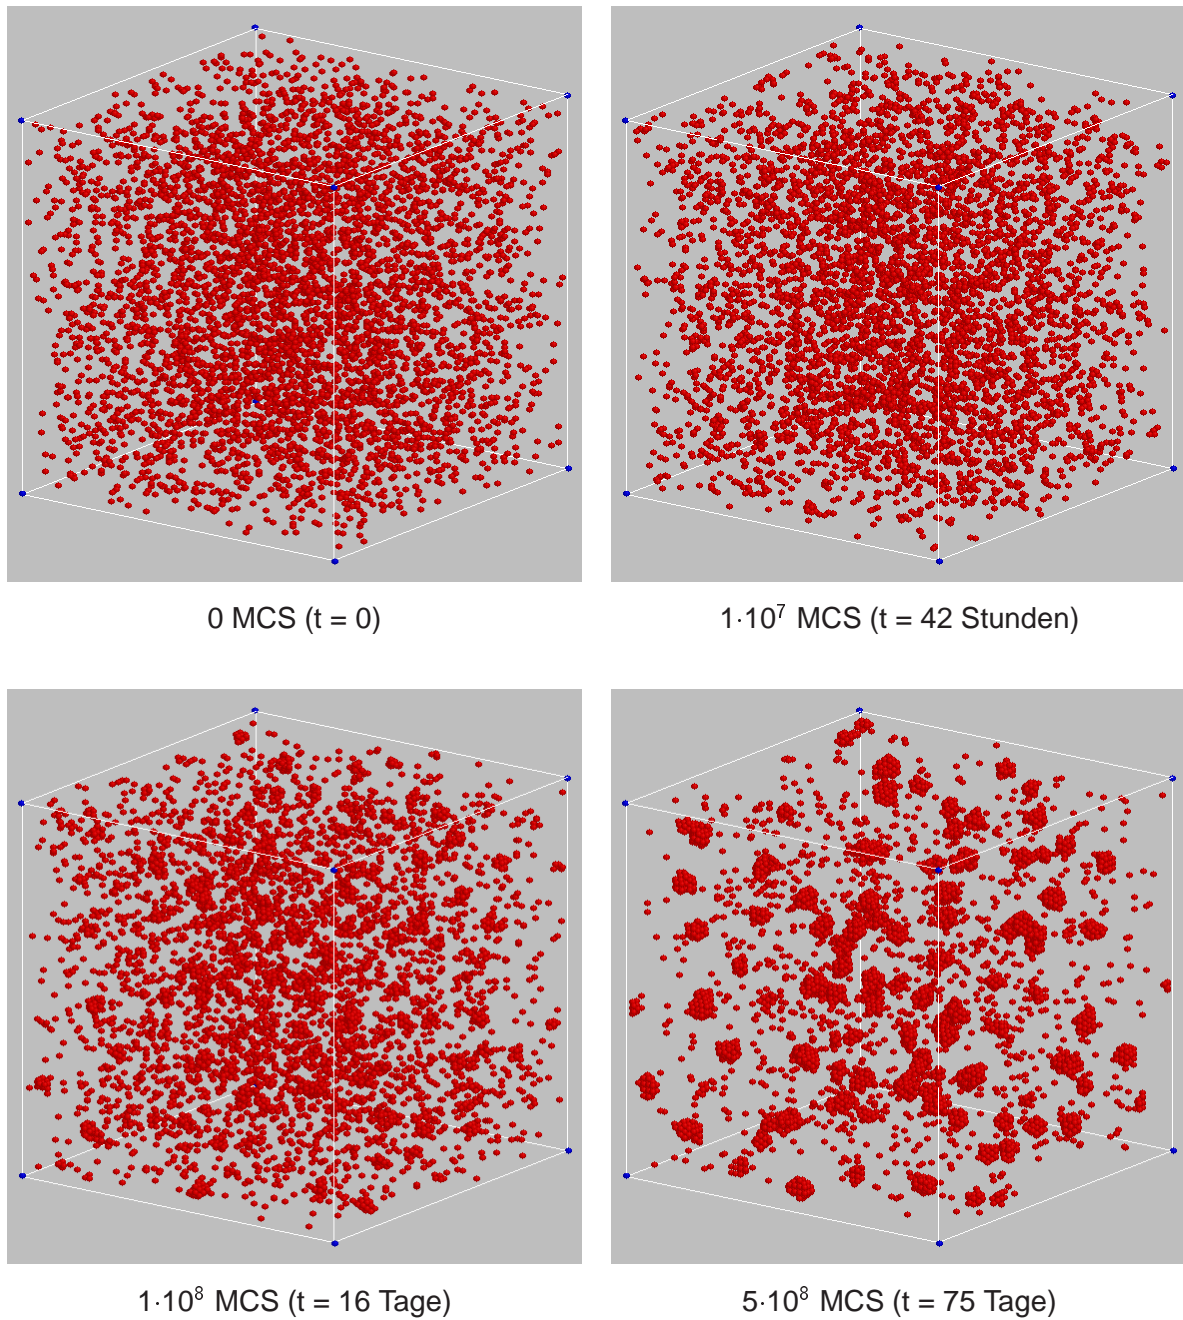 0 MCS (t = 0)
1·10⁷ MCS (t = 42 Stunden)
1·10⁸ MCS (t = 16 Tage)
5·10⁸ MCS (t = 75 Tage)